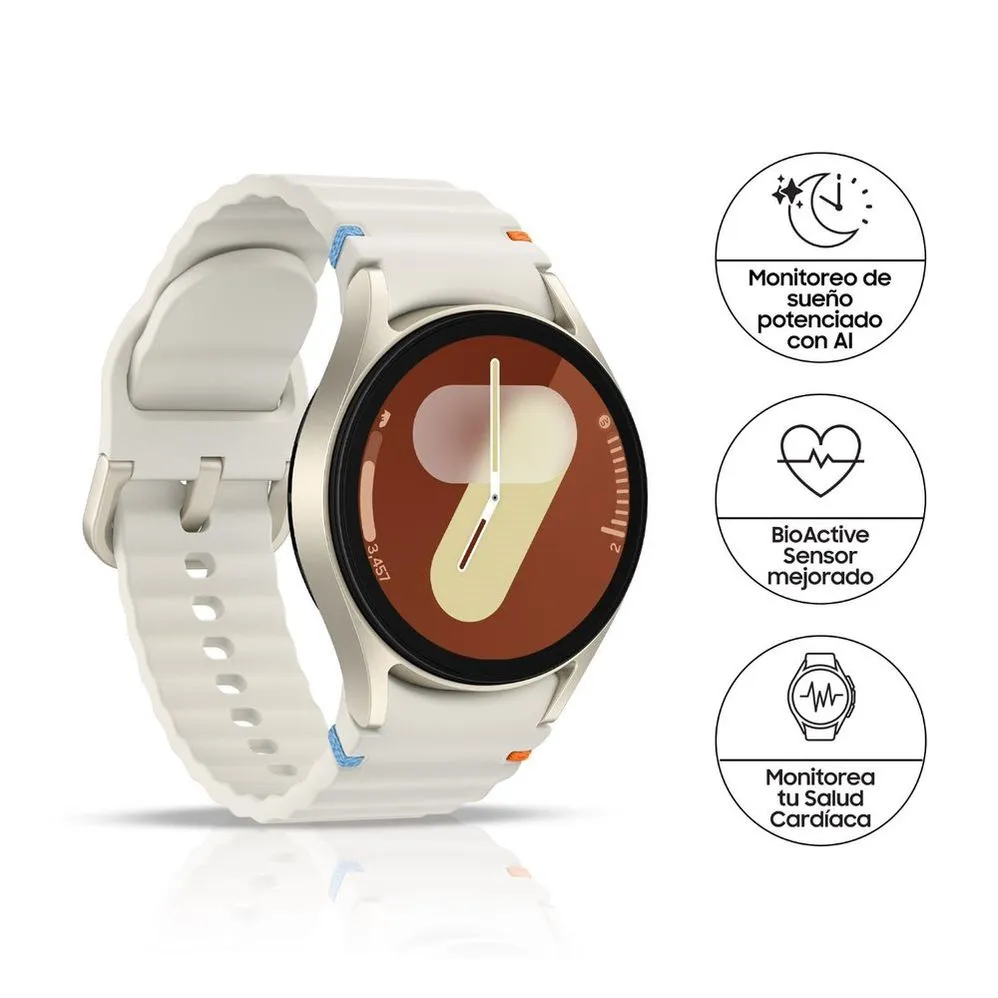 3,457
2
Monitoreo de
sueño
potenciado
con AI
BioActive
Sensor
mejorado
Monitorea
tu Salud
Cardíaca